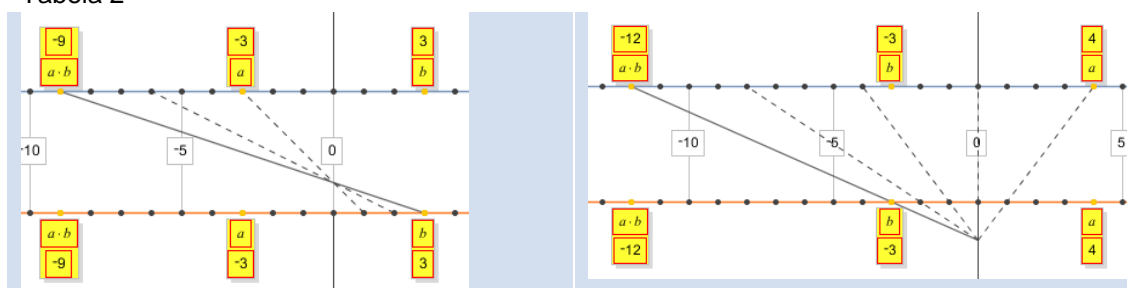 Tabela 2
-9 -3 3
a · b a b
-10 -5 0
a · b a b
-9 -3 3
-12 -3 4
a · b b a
-10 -5 0 5
a · b b a
-12 -3 4